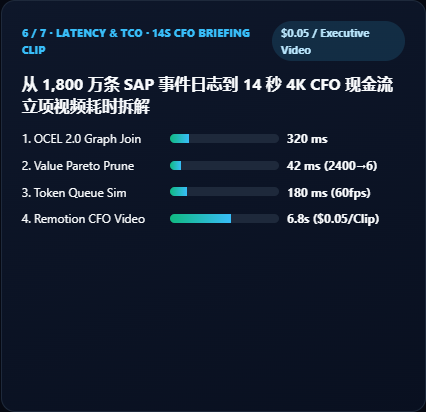 6 / 7 · LATENCY & TCO · 14S CFO BRIEFING
CLIP
$0.05 / Executive
Video
从 1,800 万条 SAP 事件日志到 14 秒 4K CFO 现金流
立项视频耗时拆解
1. OCEL 2.0 Graph Join 320 ms
2. Value Pareto Prune 42 ms (2400→6)
3. Token Queue Sim 180 ms (60fps)
4. Remotion CFO Video 6.8s ($0.05/Clip)